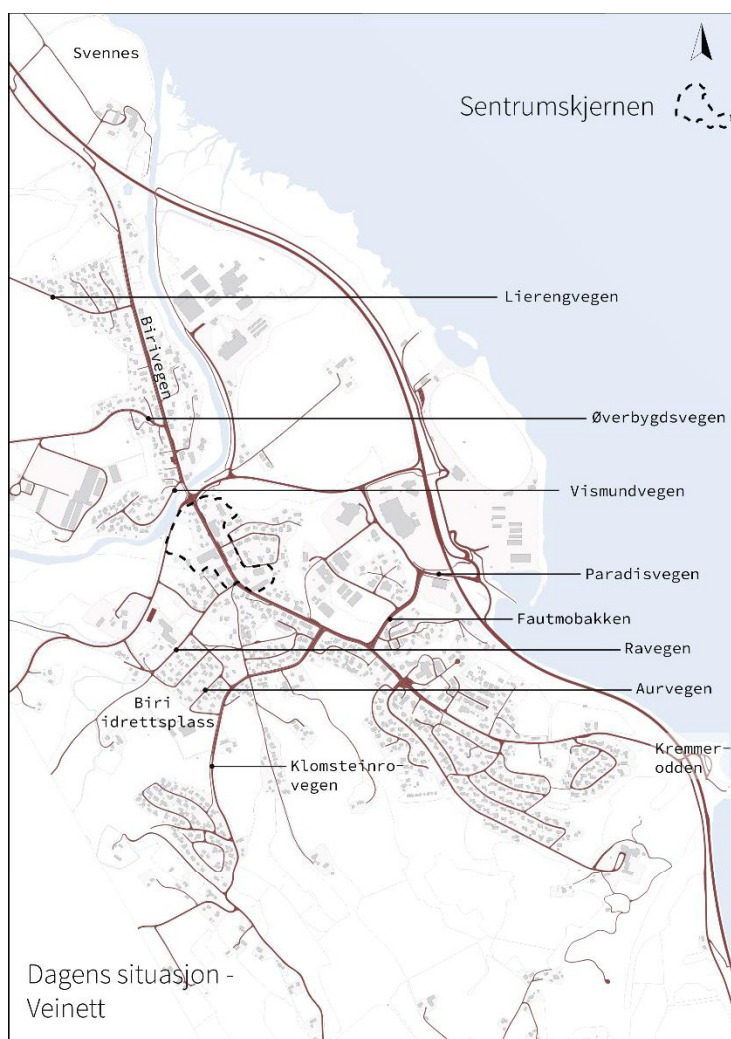 Svennes
Sentrumskjernen
Lierengvegen
Birivegen
Øverbygdsvegen
Vismundvegen
Paradisvegen
Fautmobakken
Ravegen
Aurvegen
Biri
idrettsplass
Kremmer-
odden
Klomsteinro-
vegen
Dagens situasjon -
Veinett